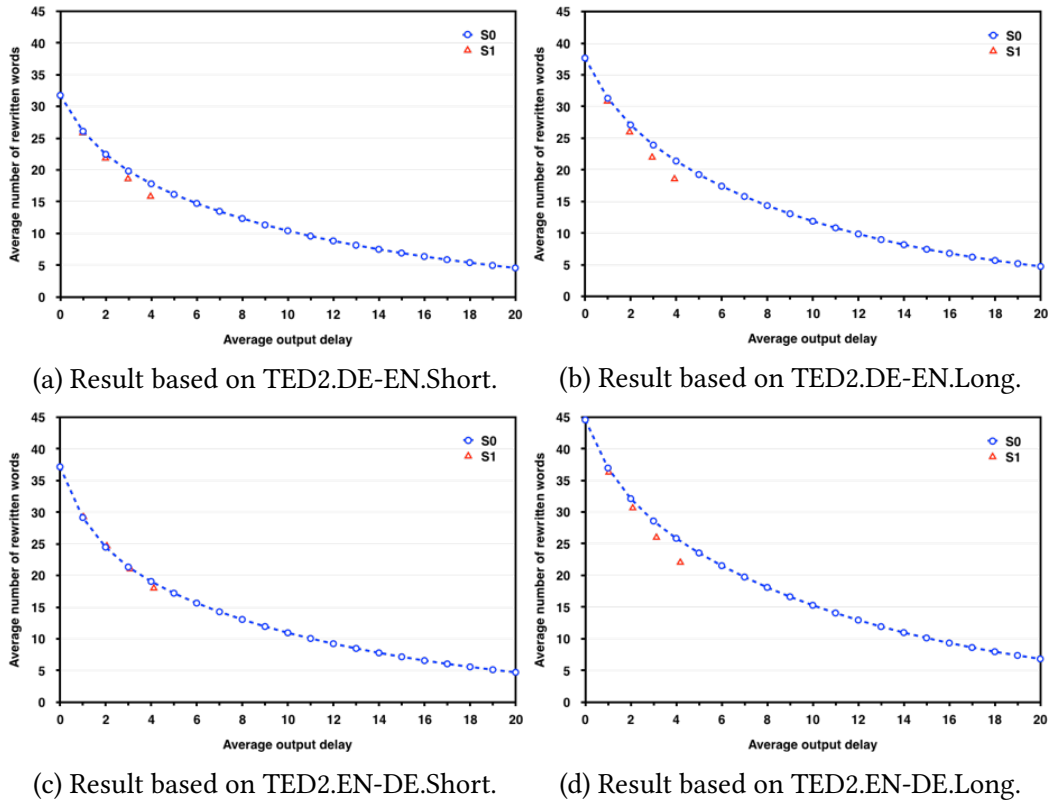 45
40
35
30
25
20
15
10
5
0
Average number of rewritten words
S0
S1
0 2 4 6 8 10 12 14 16 18 20
Average output delay
(a) Result based on TED2.DE-EN.Short.
45
40
35
30
25
20
15
10
5
0
Average number of rewritten words
S0
S1
0 2 4 6 8 10 12 14 16 18 20
Average output delay
(b) Result based on TED2.DE-EN.Long.
45
40
35
30
25
20
15
10
5
0
Average number of rewritten words
S0
S1
0 2 4 6 8 10 12 14 16 18 20
Average output delay
(c) Result based on TED2.EN-DE.Short.
45
40
35
30
25
20
15
10
5
0
Average number of rewritten words
S0
S1
0 2 4 6 8 10 12 14 16 18 20
Average output delay
(d) Result based on TED2.EN-DE.Long.